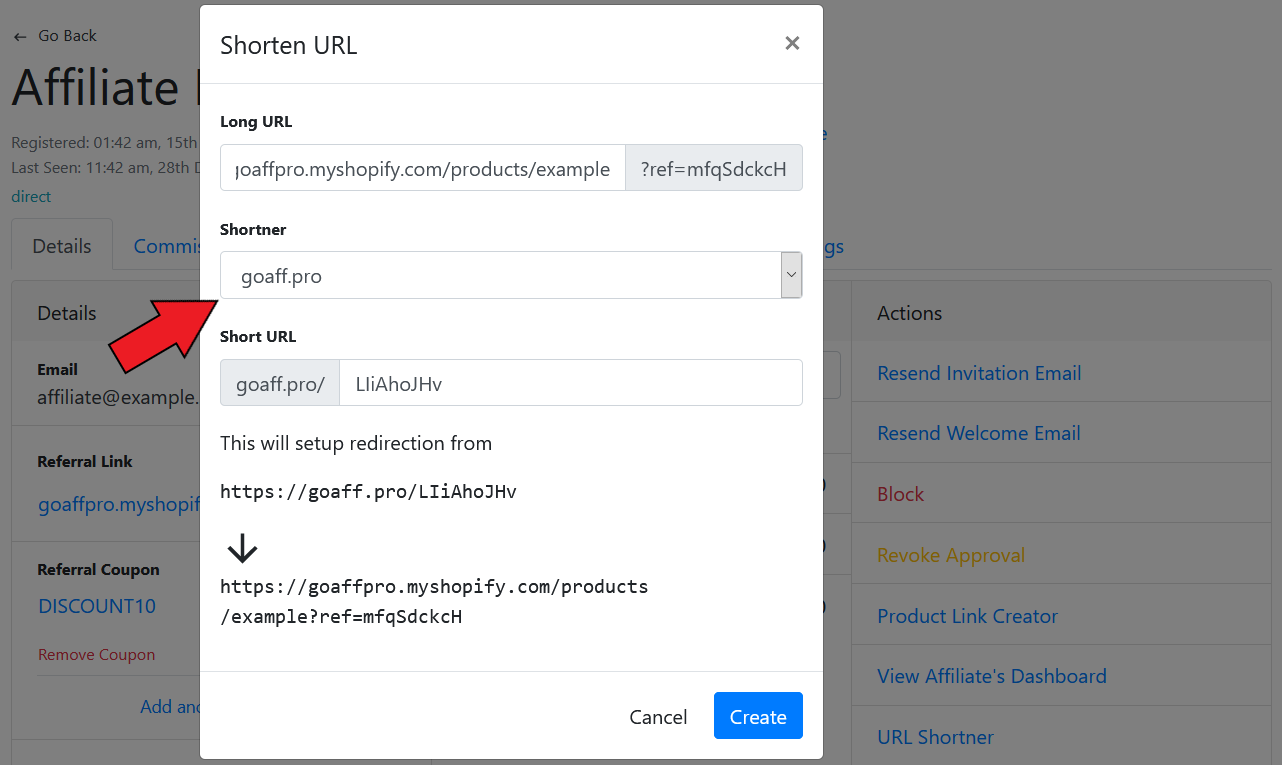 Go Back
Affiliate
Registered: 01:42 am, 15th
Last Seen: 11:42 am, 28th
direct
Details
Shorten URL
×
Long URL
goaffpro.myshopify.com/products/example ?ref=mfqSdckcH
Shortner
goaff.pro
Short URL
goaff.pro/ LIiAhoJHv
This will setup redirection from
https://goaff.pro/LIiAhoJHv
https://goaffpro.myshopify.com/products
/example?ref=mfqSdckcH
Cancel Create
Details
Email
affiliate@example.
Referral Link
goaffpro.myshopif
Referral Coupon
DISCOUNT10
Remove Coupon
Add
Actions
Resend Invitation Email
Resend Welcome Email
Block
Revoke Approval
Product Link Creator
View Affiliate's Dashboard
URL Shortner